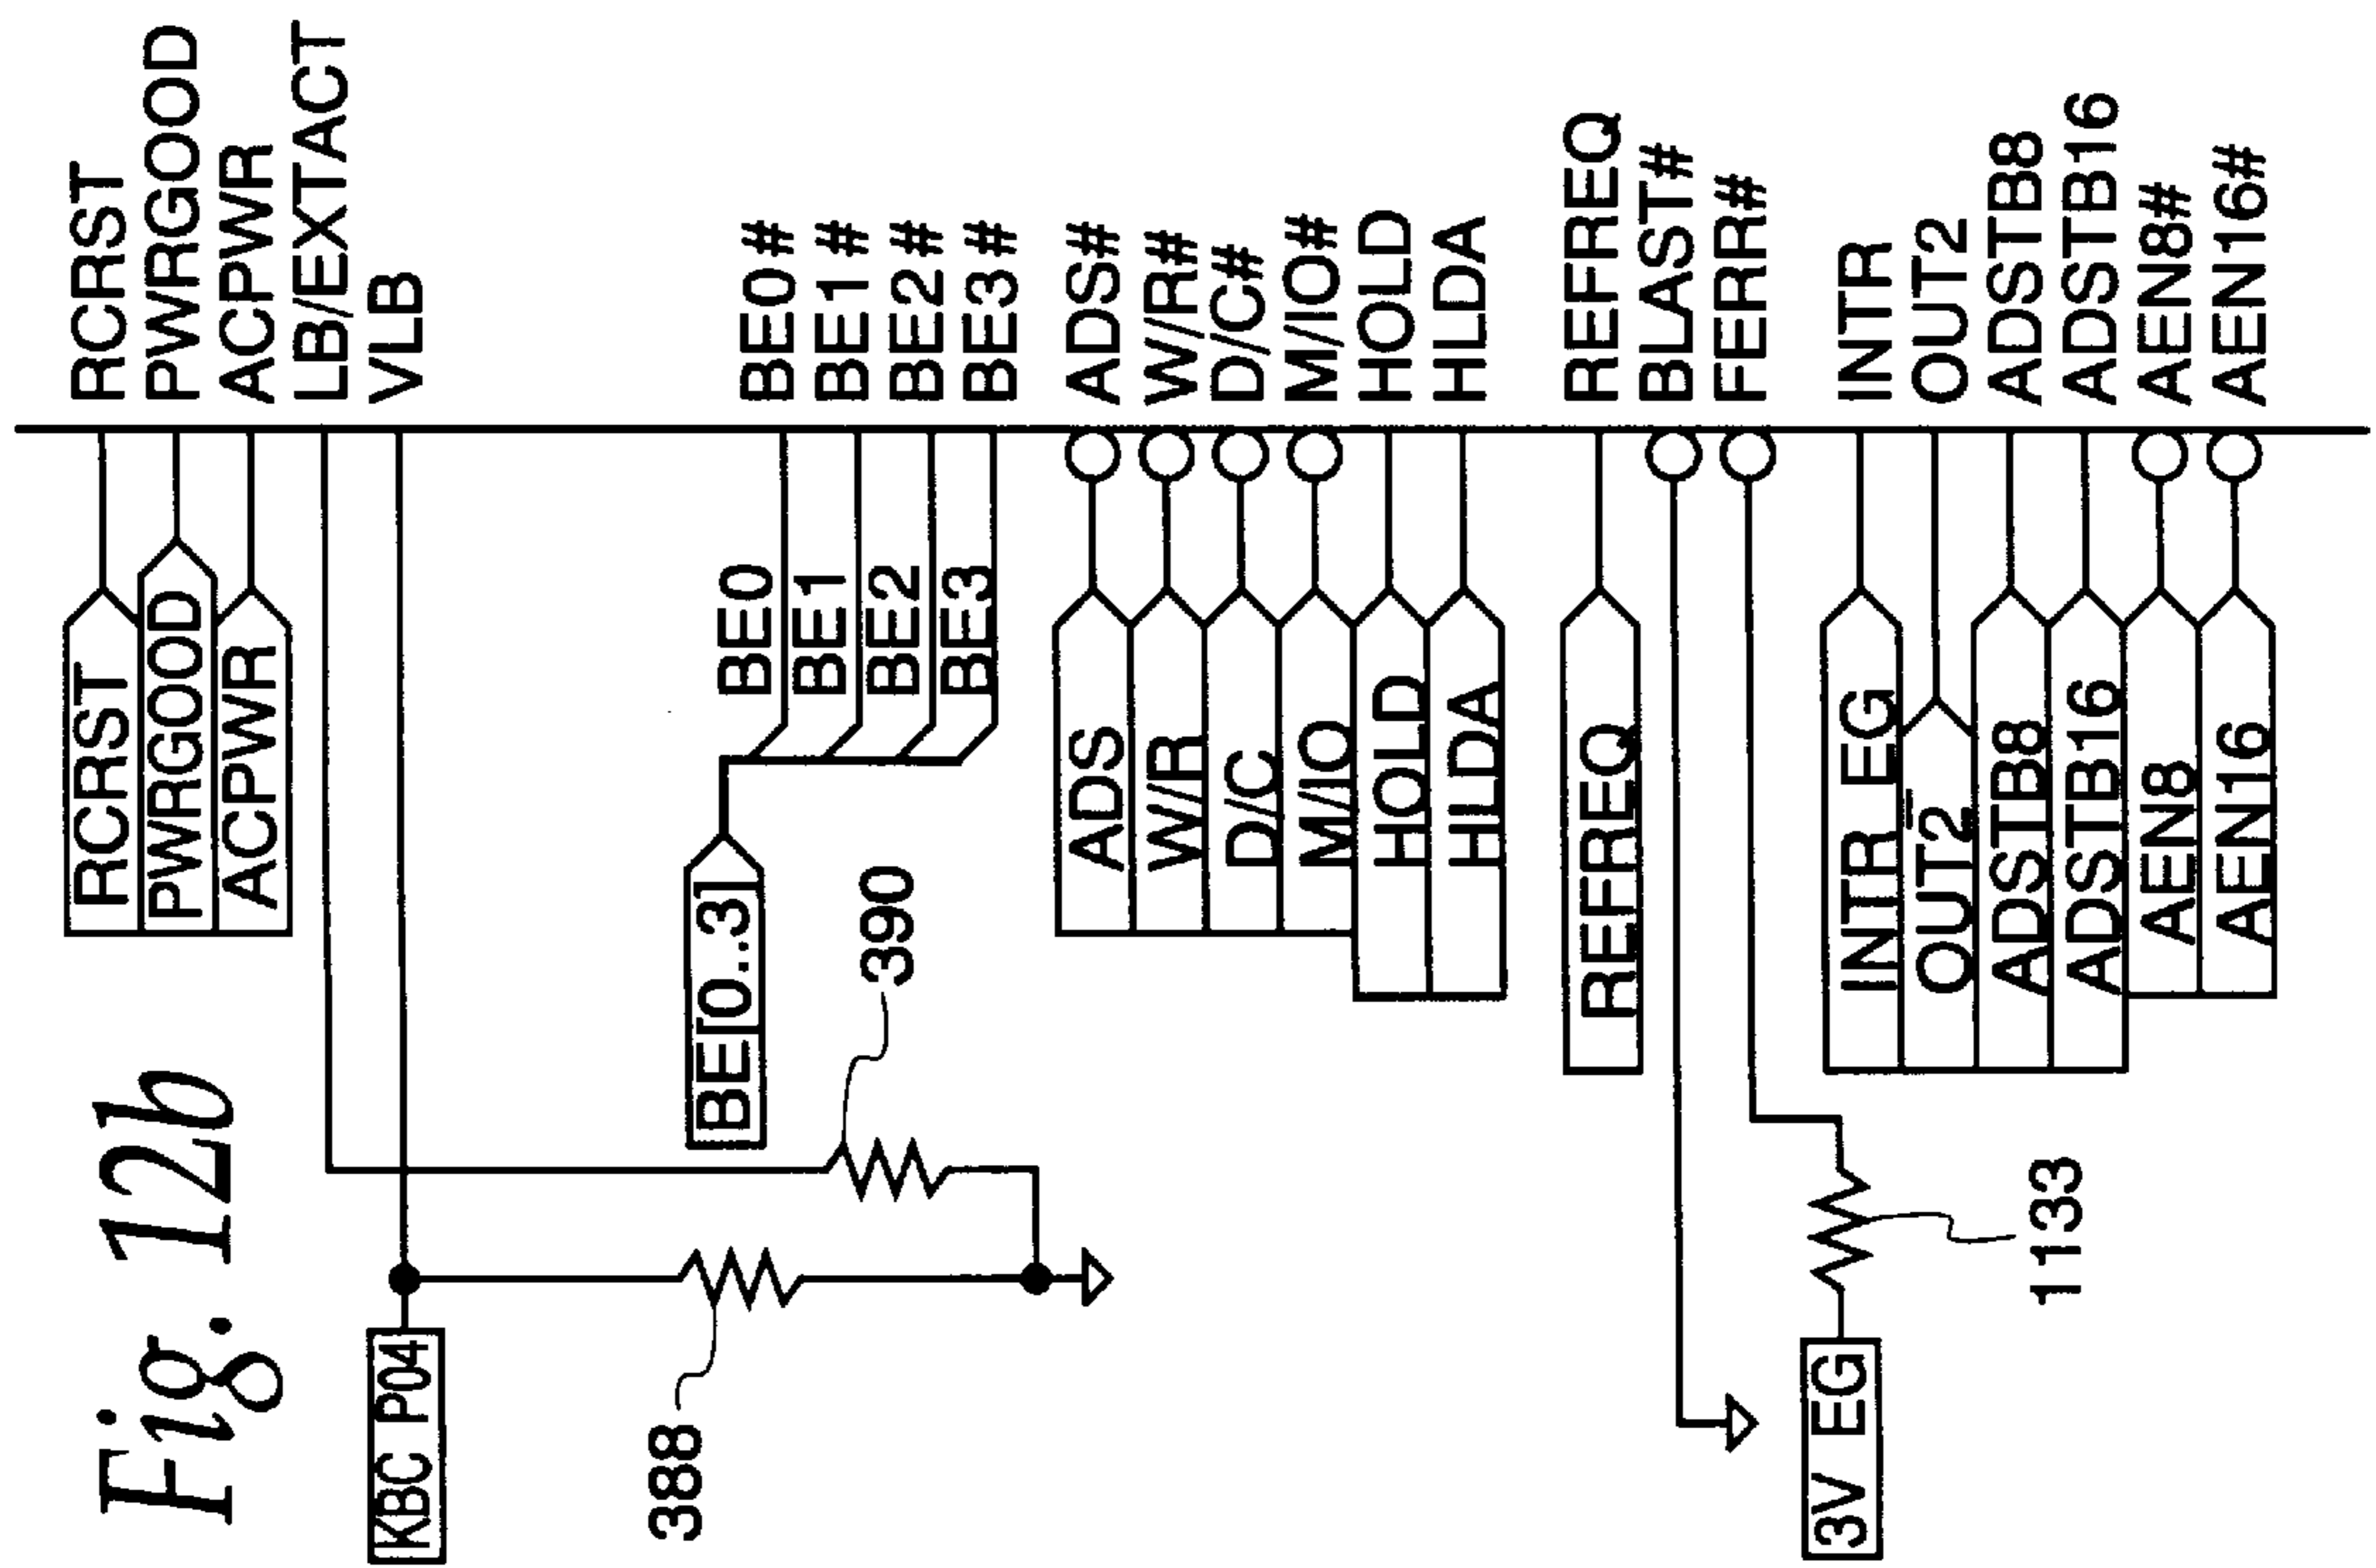 Fig. 12b
RCRST RCRST
PWRGOOD PWRGOOD
ACPWR ACPWR
LB/EXTACT
KBC P04 VLB
388
BE[0..3]
BE0 BE0#
BE1 BE1#
BE2 BE2#
BE3 BE3#
390
ADS ADS#
W/R W/R#
D/C D/C#
M/IO M/IO#
HOLD HOLD
HLDA HLDA
REFREQ REFREQ
BLAST#
FERR#
3V EG
INTR EG INTR
OUT2 OUT2
ADSTB8 ADSTB8
ADSTB16 ADSTB16
1133
AEN8 AEN8#
AEN16 AEN16#